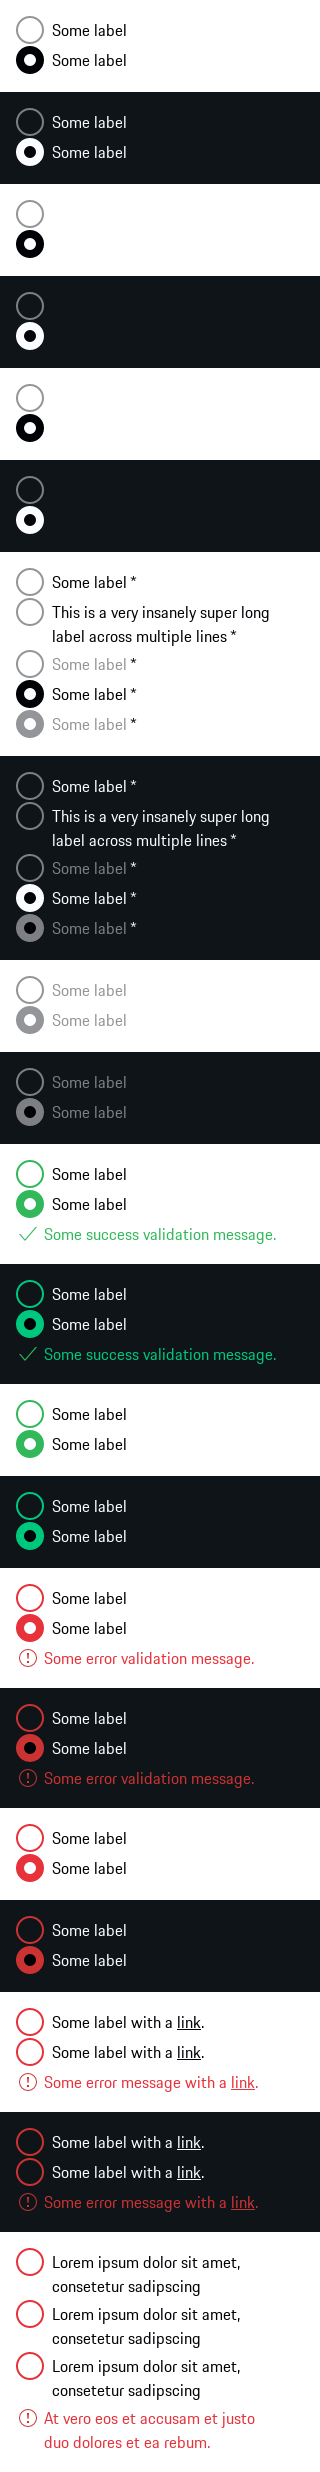 Some label
Some label
Some label
Some label
Some label *
This is a very insanely super long
label across multiple lines *
Some label *
Some label *
Some label *
Some label *
This is a very insanely super long
label across multiple lines *
Some label *
Some label *
Some label *
Some label
Some label
Some label
Some label
Some label
Some label
Some success validation message.
Some label
Some label
Some success validation message.
Some label
Some label
Some label
Some label
Some label
Some label
Some error validation message.
Some label
Some label
Some error validation message.
Some label
Some label
Some label
Some label
Some label with a link.
Some label with a link.
Some error message with a link.
Some label with a link.
Some label with a link.
Some error message with a link.
Lorem ipsum dolor sit amet,
consetetur sadipscing
Lorem ipsum dolor sit amet,
consetetur sadipscing
Lorem ipsum dolor sit amet,
consetetur sadipscing
At vero eos et accusam et justo
duo dolores et ea rebum.